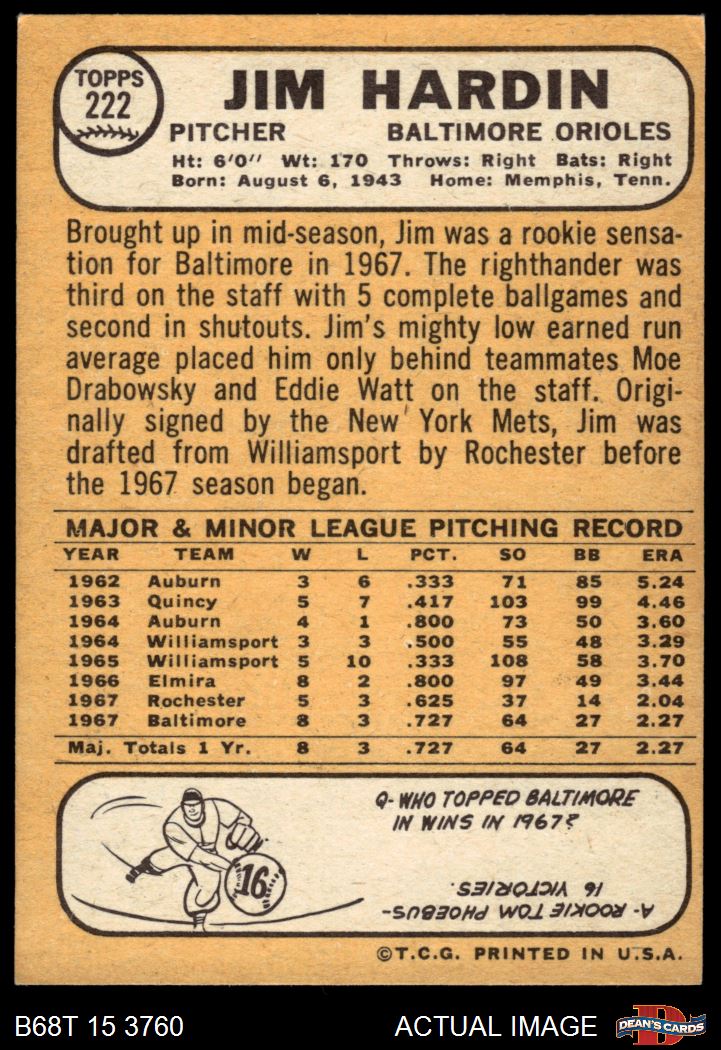 TOPPS
222
JIM HARDIN
PITCHER BALTIMORE ORIOLES
Ht: 6'0" Wt: 170 Throws: Right Bats: Right
Born: August 6, 1943 Home: Memphis, Tenn.
Brought up in mid-season, Jim was a rookie sensa-
tion for Baltimore in 1967. The righthander was
third on the staff with 5 complete ballgames and
second in shutouts. Jim's mighty low earned run
average placed him only behind teammates Moe
Drabowsky and Eddie Watt on the staff. Origi-
nally signed by the New York Mets, Jim was
drafted from Williamsport by Rochester before
the 1967 season began.
MAJOR & MINOR LEAGUE PITCHING RECORD
YEAR TEAM W L PCT. SO BB ERA
1962 Auburn 3 6 .333 71 85 5.24
1963 Quincy 5 7 .417 103 99 4.46
1964 Auburn 4 1 .800 73 50 3.60
1964 Williamsport 3 3 .500 55 48 3.29
1965 Williamsport 5 10 .333 108 58 3.70
1966 Elmira 8 2 .800 97 49 3.44
1967 Rochester 5 3 .625 37 14 2.04
1967 Baltimore 8 3 .727 64 27 2.27
Maj. Totals 1 Yr. 8 3 .727 64 27 2.27
Q- WHO TOPPED BALTIMORE
IN WINS IN 1967?
16
A- ROOKIE TOM PHOEBUS-
16 VICTORIES.
©T.C.G. PRINTED IN U.S.A.
B68T 15 3760 ACTUAL IMAGE
D
DEAN'S CARDS